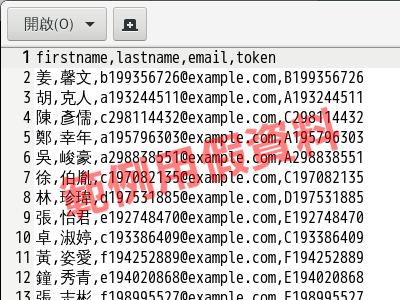 開啟(O)
1 firstname,lastname,email,token
2 姜,馨文,b199356726@example.com,B199356726
3 胡,克人,a193244511@example.com,A193244511
4 陳,彥儒,c298114432@example.com,C298114432
5 鄭,幸年,a195796303@example.com,A195796303
6 吳,峻豪,a298838551@example.com,A298838551
7 徐,伯胤,c197082135@example.com,C197082135
8 林,珍瑋,d197531885@example.com,D197531885
9 張,怡君,e192748470@example.com,E192748470
10 卓,淑婷,c193386409@example.com,C193386409
11 黃,姿愛,f194252889@example.com,F194252889
12 鐘,秀青,e194020868@example.com,E194020868
13 張,志彬,f198995527@example.com,F198995527
範例用假資料